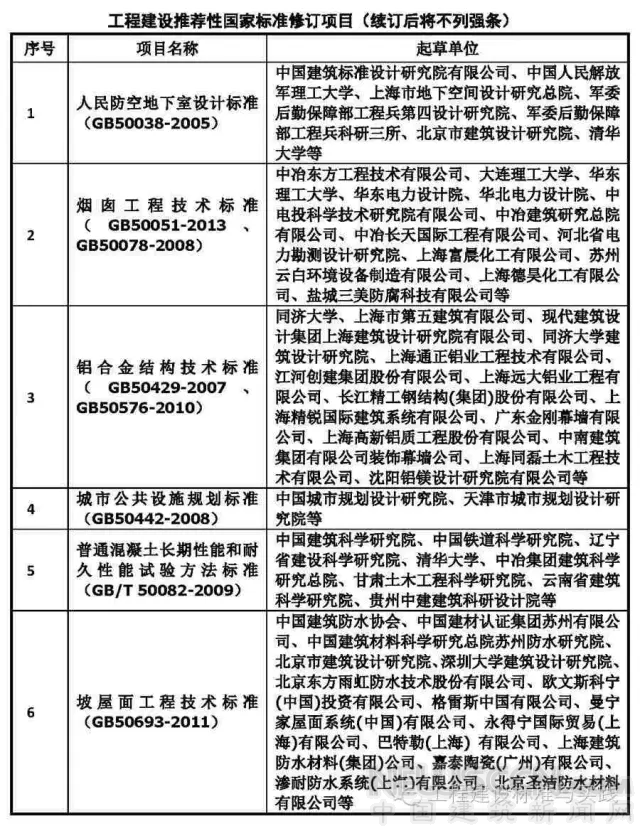 工程建设推荐性国家标准修订项目（续订后将不列强条）
序号 项目名称 起草单位
1
人民防空地下室设计标准
（GB50038-2005）
中国建筑标准设计研究院有限公司、中国人民解放
军理工大学、上海市地下空间设计研究总院、军委
后勤保障部工程兵第四设计研究院、军委后勤保障
部工程兵科研三所、北京市建筑设计研究院、清华
大学等
2
烟囱工程技术标准
（GB50051-2013、
GB50078-2008）
中冶东方工程技术有限公司、大连理工大学、华东
理工大学、华东电力设计院、华北电力设计院、中
电投科学技术研究院有限公司、中冶建筑研究总院
有限公司、中冶长天国际工程有限公司、河北省电
力勘测设计研究院、上海富晨化工有限公司、苏州
云白环境设备制造有限公司、上海德昊化工有限公
司、盐城三美防腐科技有限公司等
3
铝合金结构技术标准
（GB50429-2007、
GB50576-2010）
同济大学、上海市第五建筑有限公司、现代建筑设
计集团上海建筑设计研究院有限公司、同济大学建
筑设计研究院、上海通正铝业工程技术有限公司、
江河创建集团股份有限公司、上海远大铝业工程有
限公司、长江精工钢结构(集团)股份有限公司、上
海精锐国际建筑系统有限公司、广东金刚幕墙有限
公司、上海高新铝质工程股份有限公司、中南建筑
集团有限公司装饰幕墙公司、上海同磊土木工程技
术有限公司、沈阳铝镁设计研究院有限公司等
4
城市公共设施规划标准
（GB50442-2008）
中国城市规划设计研究院、天津市城市规划设计研
究院等
5
普通混凝土长期性能和耐
久性能试验方法标准
（GB/T 50082-2009）
中国建筑科学研究院、中国铁道科学研究院、辽宁
省建设科学研究院、清华大学、中冶集团建筑科学
研究总院、甘肃土木工程科学研究院、云南省建筑
科学研究院、贵州中建建筑科研设计院等
6
坡屋面工程技术标准
（GB50693-2011）
中国建筑防水协会、中国建材认证集团苏州有限公
司、中国建筑材料科学研究总院苏州防水研究院、
北京市建筑设计研究院、深圳大学建筑设计研究院、
北京东方雨虹防水技术股份有限公司、欧文斯科宁
(中国)投资有限公司、格雷斯中国有限公司、曼宁
家屋面系统(中国)有限公司、永得宁国际贸易(上
海)有限公司、巴特勒(上海) 有限公司、上海建筑
防水材料(集团)公司、嘉泰陶瓷(广州)有限公司、
渗耐防水系统(上海)有限公司、北京圣洁防水材料
有限公司等
工程建设标准与实践
中国建筑新闻网